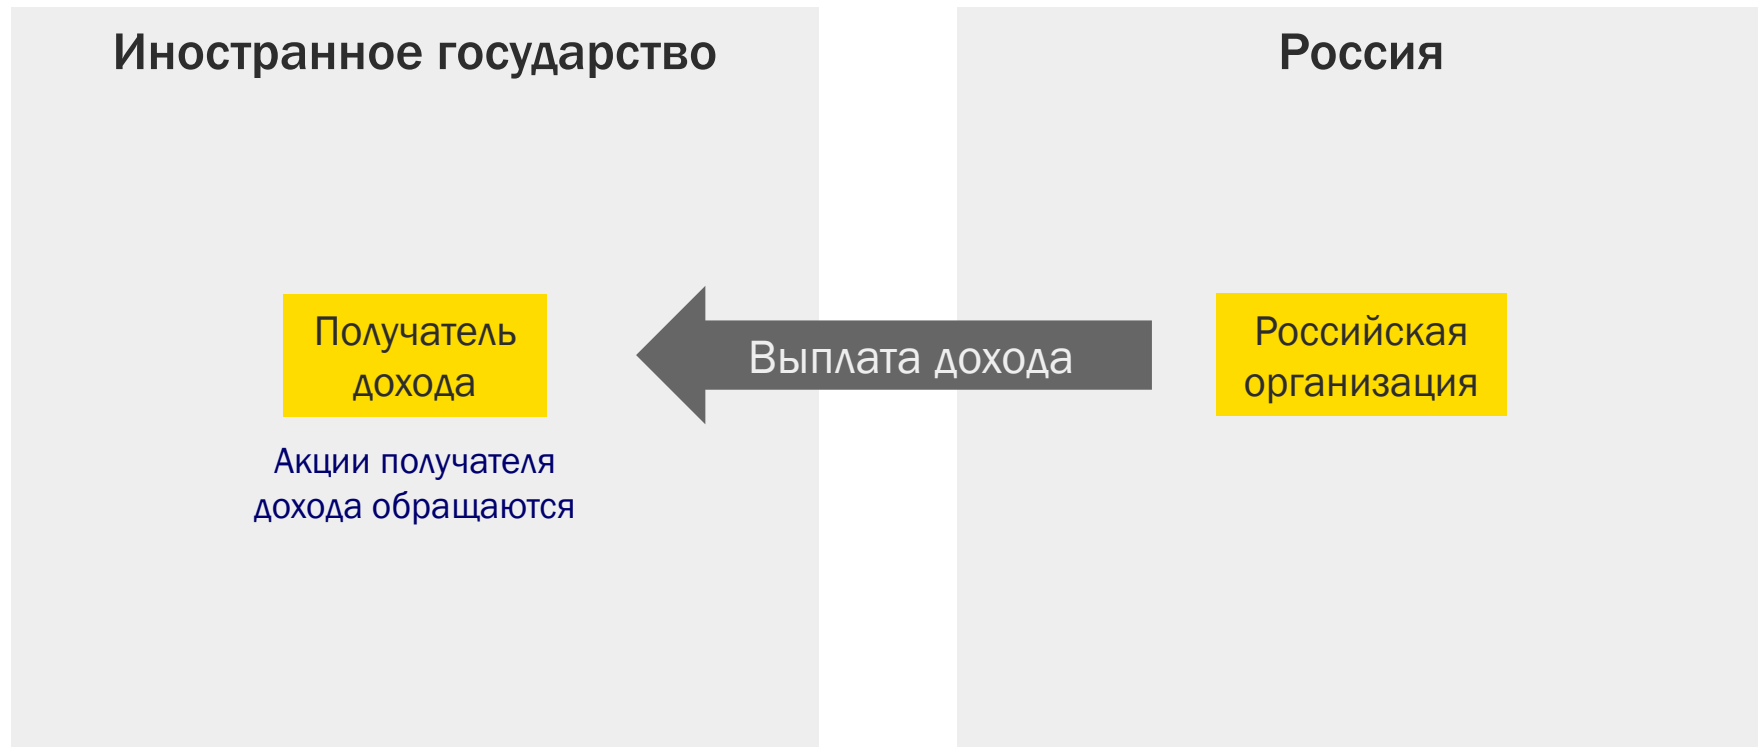 Иностранное государство
Россия
Получатель
дохода
Выплата дохода
Российская
организация
Акции получателя
дохода обращаются